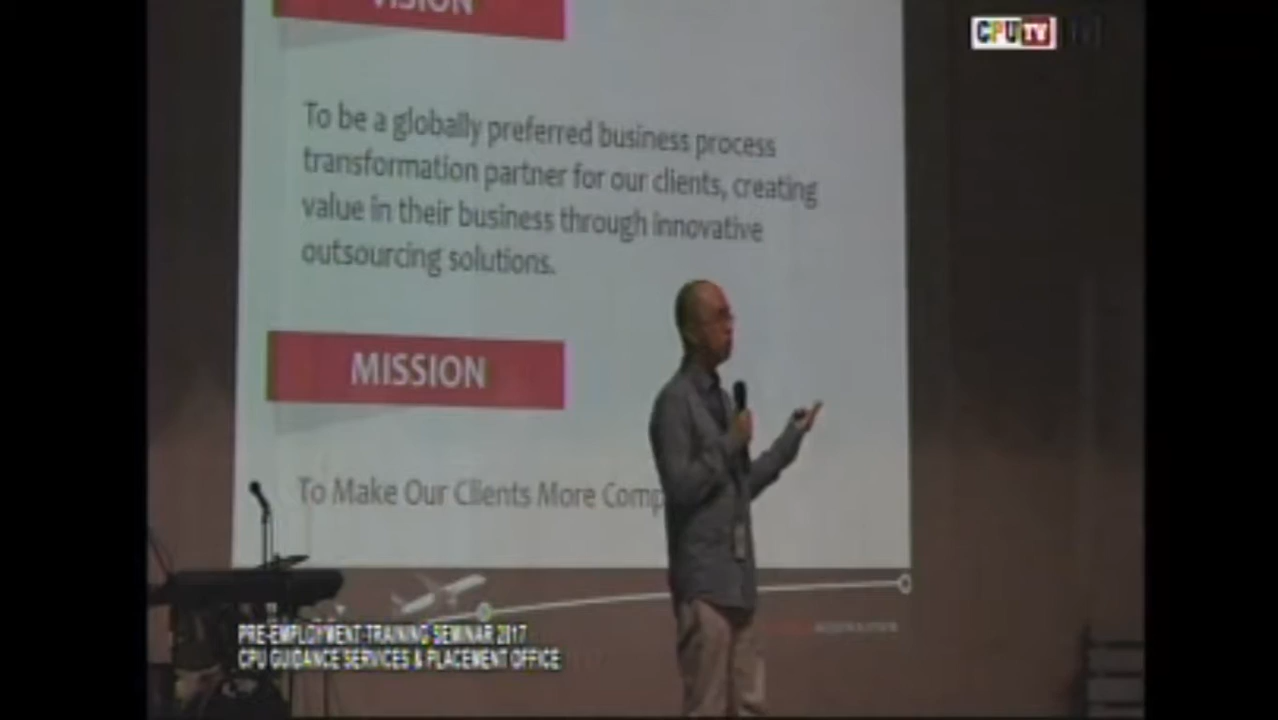 VISION
CPU TV
To be a globally preferred business process
transformation partner for our clients, creating
value in their business through innovative
outsourcing solutions.
MISSION
To Make Our Clients More Comp
PRE-EMPLOYMENT TRAINING SEMINAR 2017
CPU GUIDANCE SERVICES & PLACEMENT OFFICE